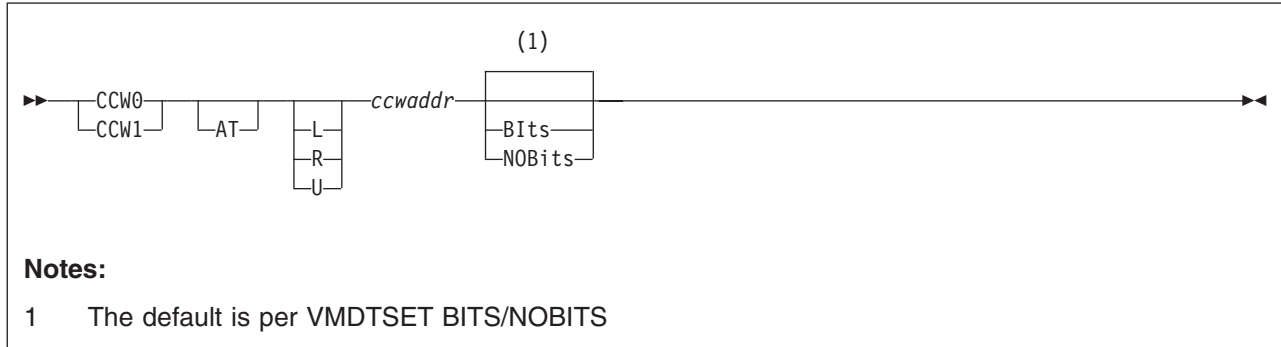 (1)
CCW0 ccwaddr
CCW1 AT L BIts
R NOBits
U
Notes:
1 The default is per VMDTSET BITS/NOBITS